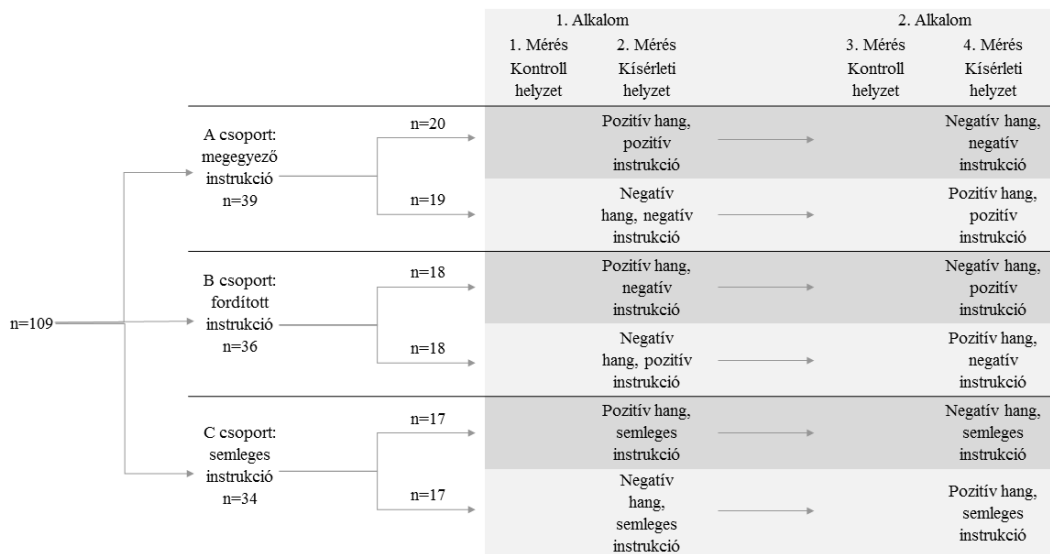 1. Alkalom
2. Alkalom
1. Mérés
Kontroll
helyzet
2. Mérés
Kísérleti
helyzet
3. Mérés
Kontroll
helyzet
4. Mérés
Kísérleti
helyzet
n=109
A csoport:
megegyező
instrukció
n=39
n=20
Pozitív hang,
pozitív
instrukció
Negatív hang,
negatív
instrukció
n=19
Negatív
hang, negatív
instrukció
Pozitív hang,
pozitív
instrukció
B csoport:
fordított
instrukció
n=36
n=18
Pozitív hang,
negatív
instrukció
Negatív hang,
pozitív
instrukció
n=18
Negatív
hang, pozitív
instrukció
Pozitív hang,
negatív
instrukció
C csoport:
semleges
instrukció
n=34
n=17
Pozitív hang,
semleges
instrukció
Negatív hang,
semleges
instrukció
n=17
Negatív
hang,
semleges
instrukció
Pozitív hang,
semleges
instrukció